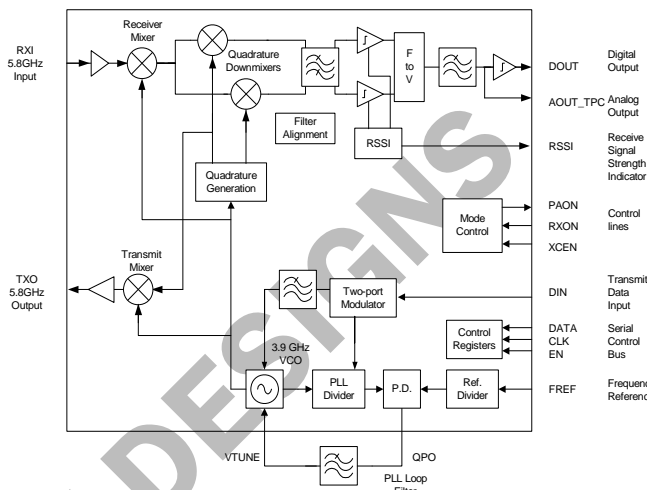 RXI
5.8GHz
Input
Receiver
Mixer
Quadrature
Downmixers
F
to
V
DOUT
Digital
Output
AOUT_TPC
Analog
Output
Filter
Alignment
RSSI
RSSI
Receive
Signal
Strength
Indicator
Quadrature
Generation
Mode
Control
PAON
RXON
XCEN
Control
lines
Transmit
Mixer
TXO
5.8GHz
Output
Two-port
Modulator
DIN
Transmit
Data
Input
3.9 GHz
VCO
Control
Registers
DATA
CLK
EN
Serial
Control
Bus
PLL
Divider
P.D.
Ref.
Divider
FREF
Frequency
Reference
VTUNE
QPO
PLL Loop
Filter
DESIGNS